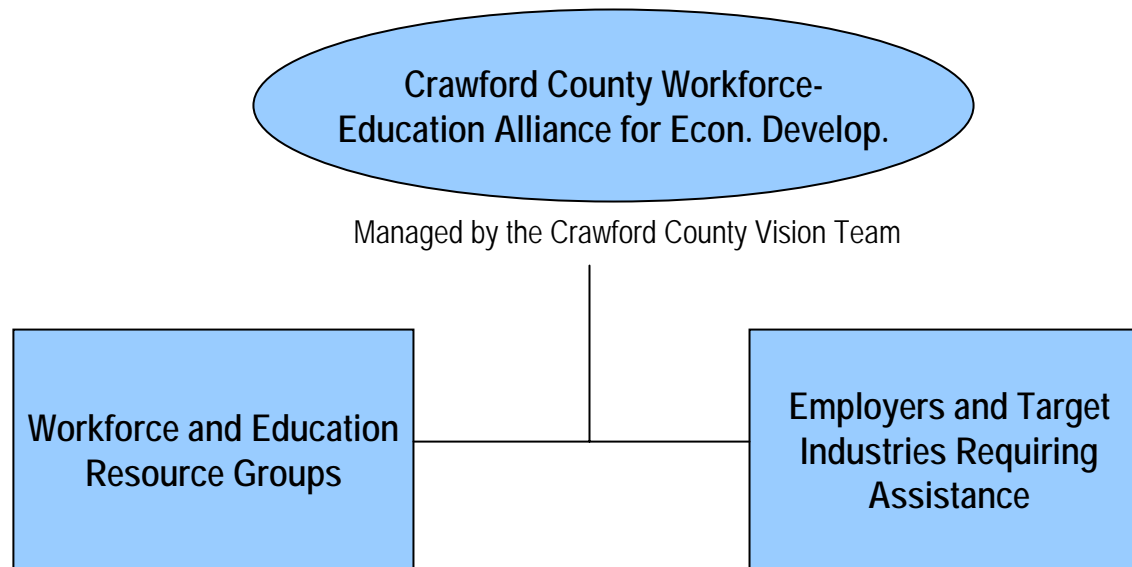 Crawford County Workforce-
Education Alliance for Econ. Develop.
Managed by the Crawford County Vision Team
Workforce and Education
Resource Groups
Employers and Target
Industries Requiring
Assistance